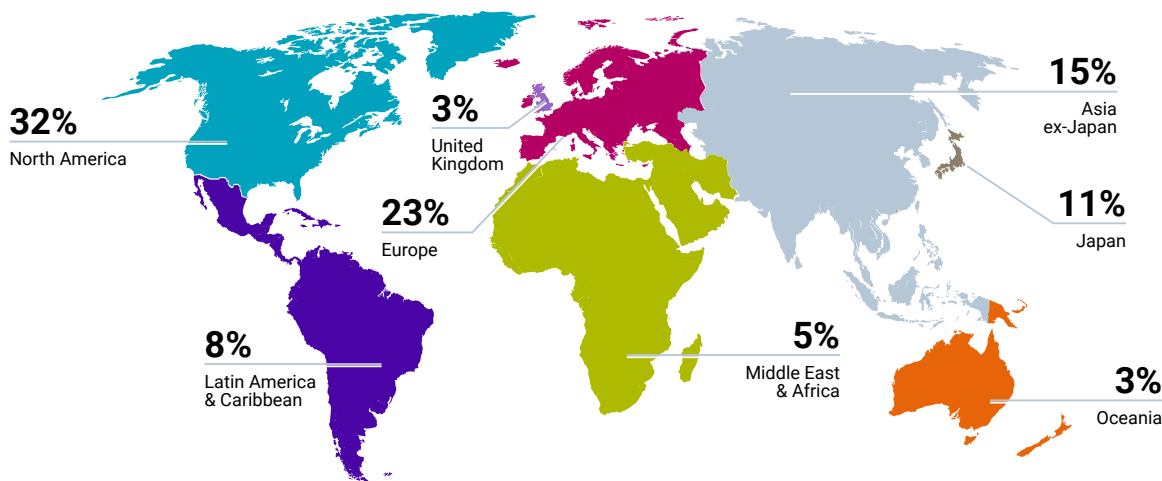 32%
North America
3%
United
Kingdom
23%
Europe
8%
Latin America
& Caribbean
5%
Middle East
& Africa
15%
Asia
ex-Japan
11%
Japan
3%
Oceania